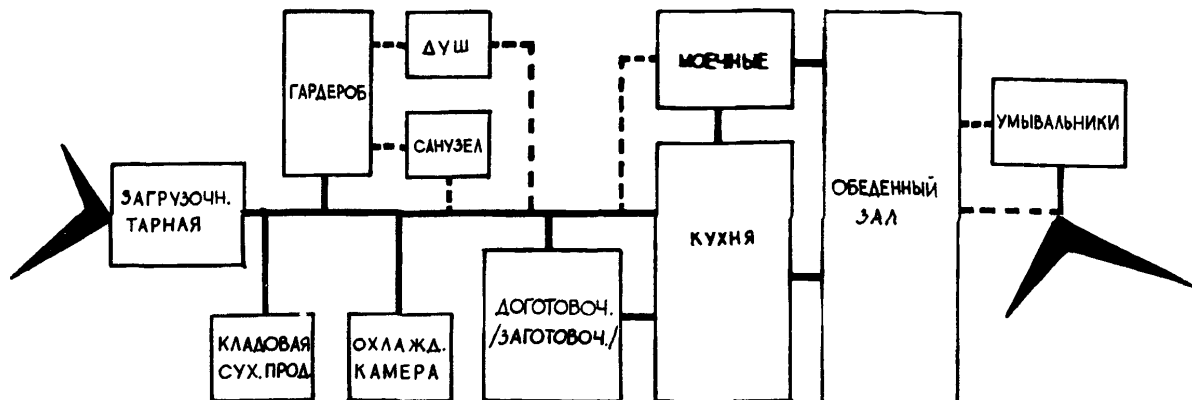 ДУШ
ГАРДЕРОБ
САНУЗЕЛ
МОЕЧНЫЕ
УМЫВАЛЬНИКИ
ЗАГРУЗОЧН.
ТАРНАЯ
ОБЕДЕННЫЙ
ЗАЛ
КУХНЯ
КЛАДОВАЯ
СУХ. ПРОД.
ОХЛАЖД.
КАМЕРА
ДОГОТОВОЧ.
/ЗАГОТОВОЧ./